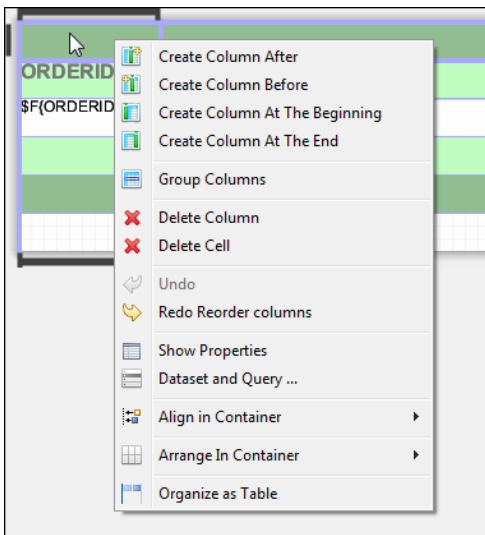 Create Column After
ORDERID
Create Column Before
$F{ORDERID
Create Column At The Beginning
Create Column At The End
Group Columns
Delete Column
Delete Cell
Undo
Redo Reorder columns
Show Properties
Dataset and Query ...
Align in Container
Arrange In Container
Organize as Table